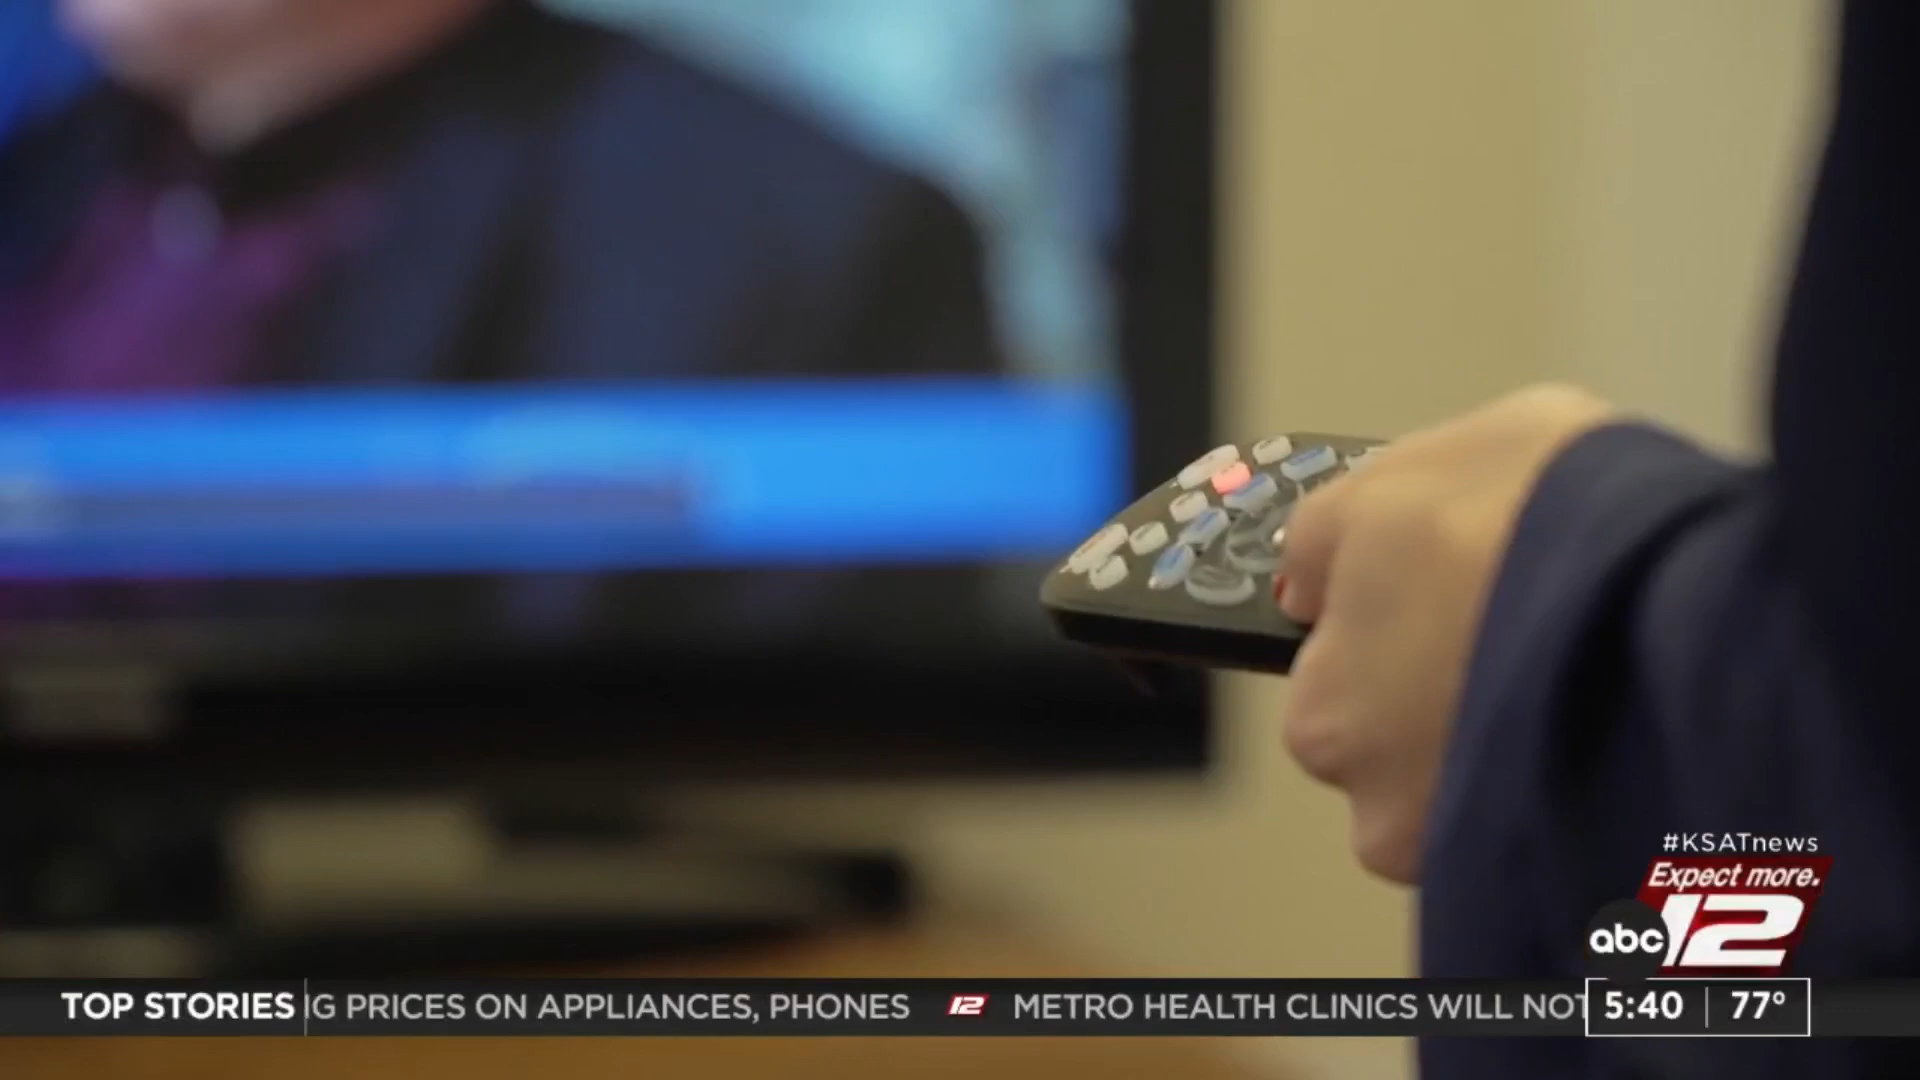 #KSATnews
Expect more.
abc 12
TOP STORIES IG PRICES ON APPLIANCES, PHONES 12 METRO HEALTH CLINICS WILL NOT 5:40 77°